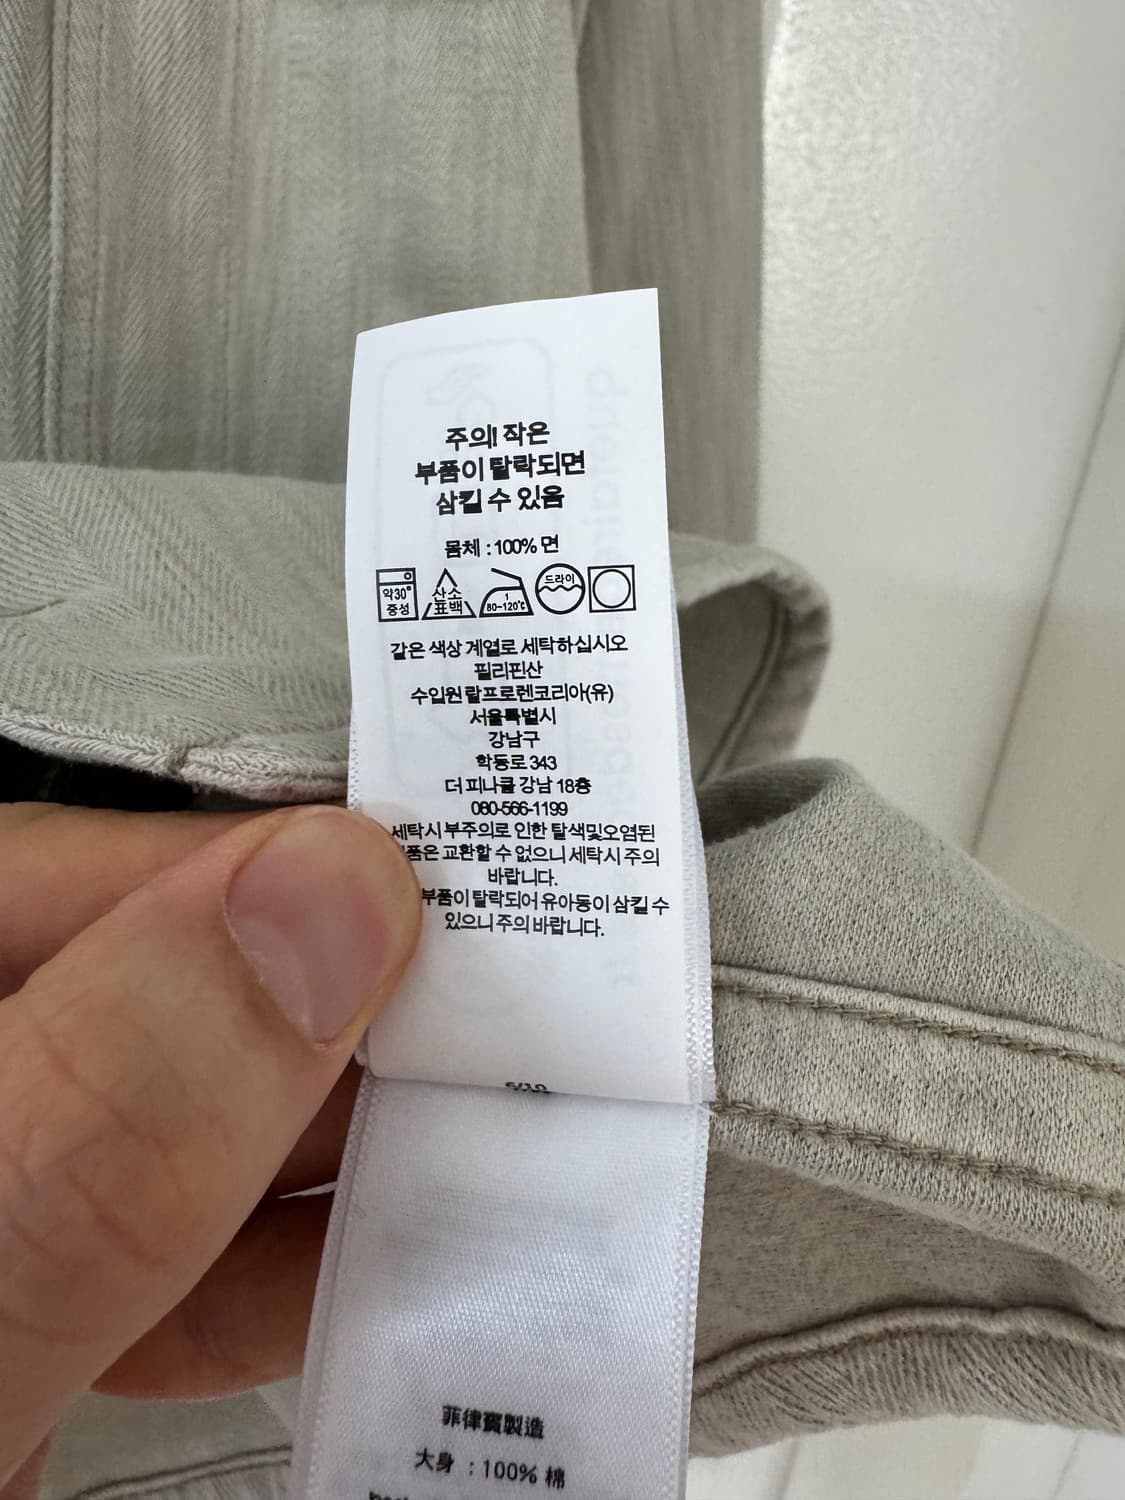 주의! 작은
부품이 탈락되면
삼킬 수 있음
몸체 : 100% 면
약30° 중성
산소 표백
1 80-120℃
드라이
같은 색상 계열로 세탁하십시오
필리핀산
수입원 랄프로렌코리아(유)
서울특별시
강남구
학동로 343
더 피나클 강남 18층
080-566-1199
세탁시 부주의로 인한 탈색및오염된
품은 교환할 수 없으니 세탁시 주의
바랍니다.
부품이 탈락되어 유아동이 삼킬 수
있으니 주의 바랍니다.
6/10
菲律賓製造
大身 : 100% 棉